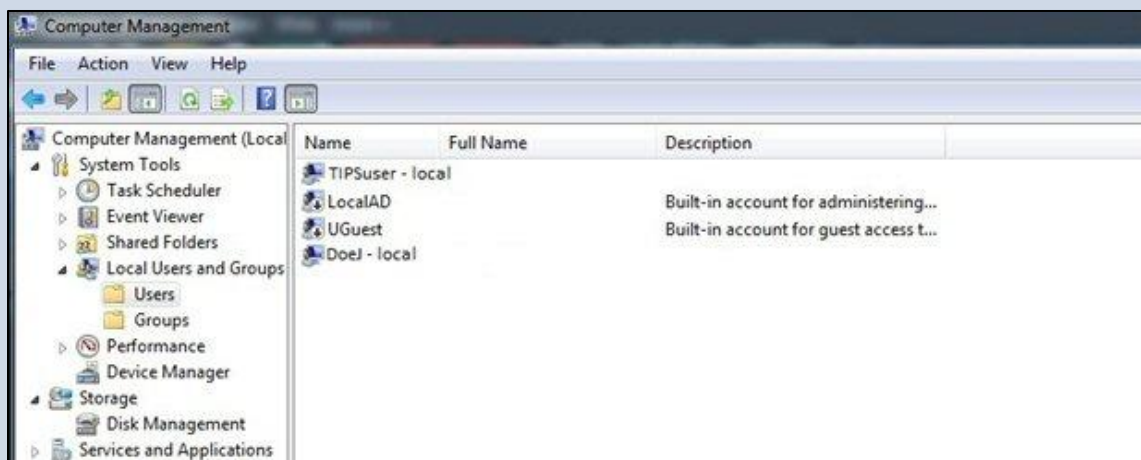 Computer Management
File Action View Help
Computer Management (Local
System Tools
Task Scheduler
Event Viewer
Shared Folders
Local Users and Groups
Users
Groups
Performance
Device Manager
Storage
Disk Management
Services and Applications
Name Full Name Description
TIPSuser - local
LocalAD Built-in account for administering...
UGuest Built-in account for guest access t...
DoeJ - local